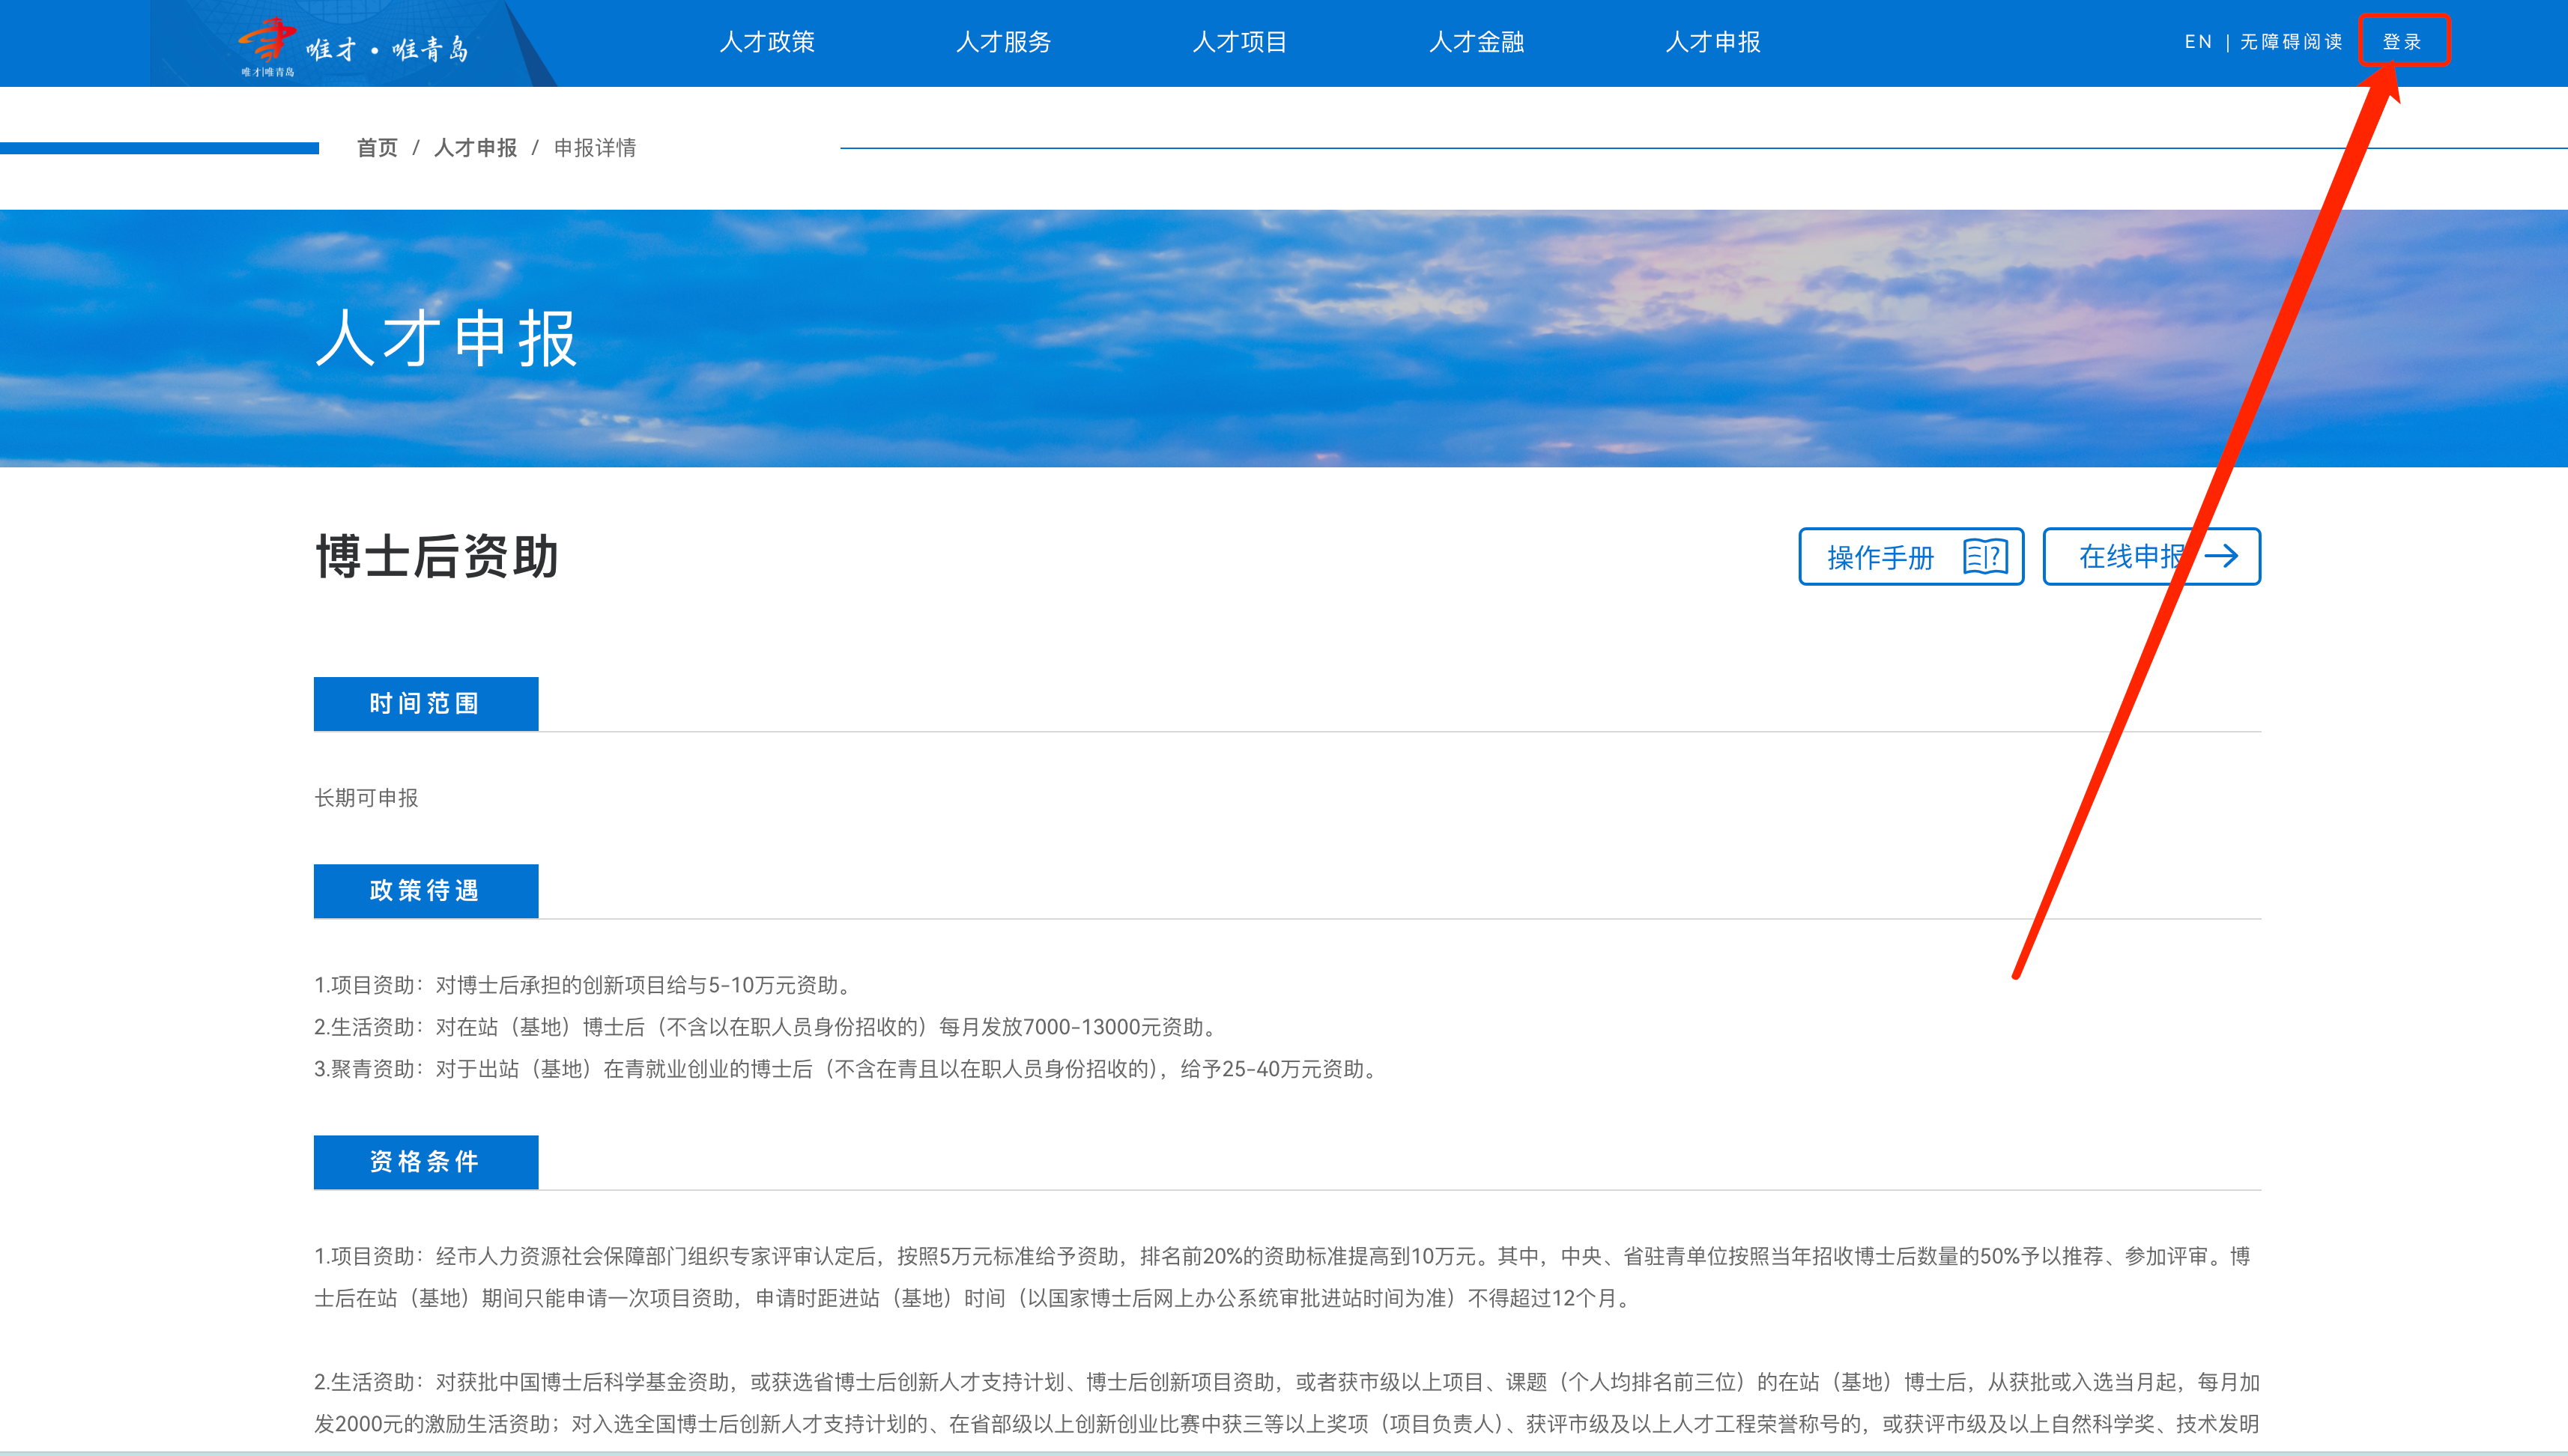 唯才|唯青岛
唯才·唯青岛
人才政策 人才服务 人才项目 人才金融 人才申报
EN | 无障碍阅读 登录
首页 / 人才申报 / 申报详情
人才申报
博士后资助
操作手册 ?
在线申报
时间范围
长期可申报
政策待遇
1.项目资助：对博士后承担的创新项目给与5-10万元资助。
2.生活资助：对在站（基地）博士后（不含以在职人员身份招收的）每月发放7000-13000元资助。
3.聚青资助：对于出站（基地）在青就业创业的博士后（不含在青且以在职人员身份招收的），给予25-40万元资助。
资格条件
1.项目资助：经市人力资源社会保障部门组织专家评审认定后，按照5万元标准给予资助，排名前20%的资助标准提高到10万元。其中，中央、省驻青单位按照当年招收博士后数量的50%予以推荐、参加评审。博
士后在站（基地）期间只能申请一次项目资助，申请时距进站（基地）时间（以国家博士后网上办公系统审批进站时间为准）不得超过12个月。
2.生活资助：对获批中国博士后科学基金资助，或获选省博士后创新人才支持计划、博士后创新项目资助，或者获市级以上项目、课题（个人均排名前三位）的在站（基地）博士后，从获批或入选当月起，每月加
发2000元的激励生活资助；对入选全国博士后创新人才支持计划的、在省部级以上创新创业比赛中获三等以上奖项（项目负责人）、获评市级及以上人才工程荣誉称号的，或获评市级及以上自然科学奖、技术发明